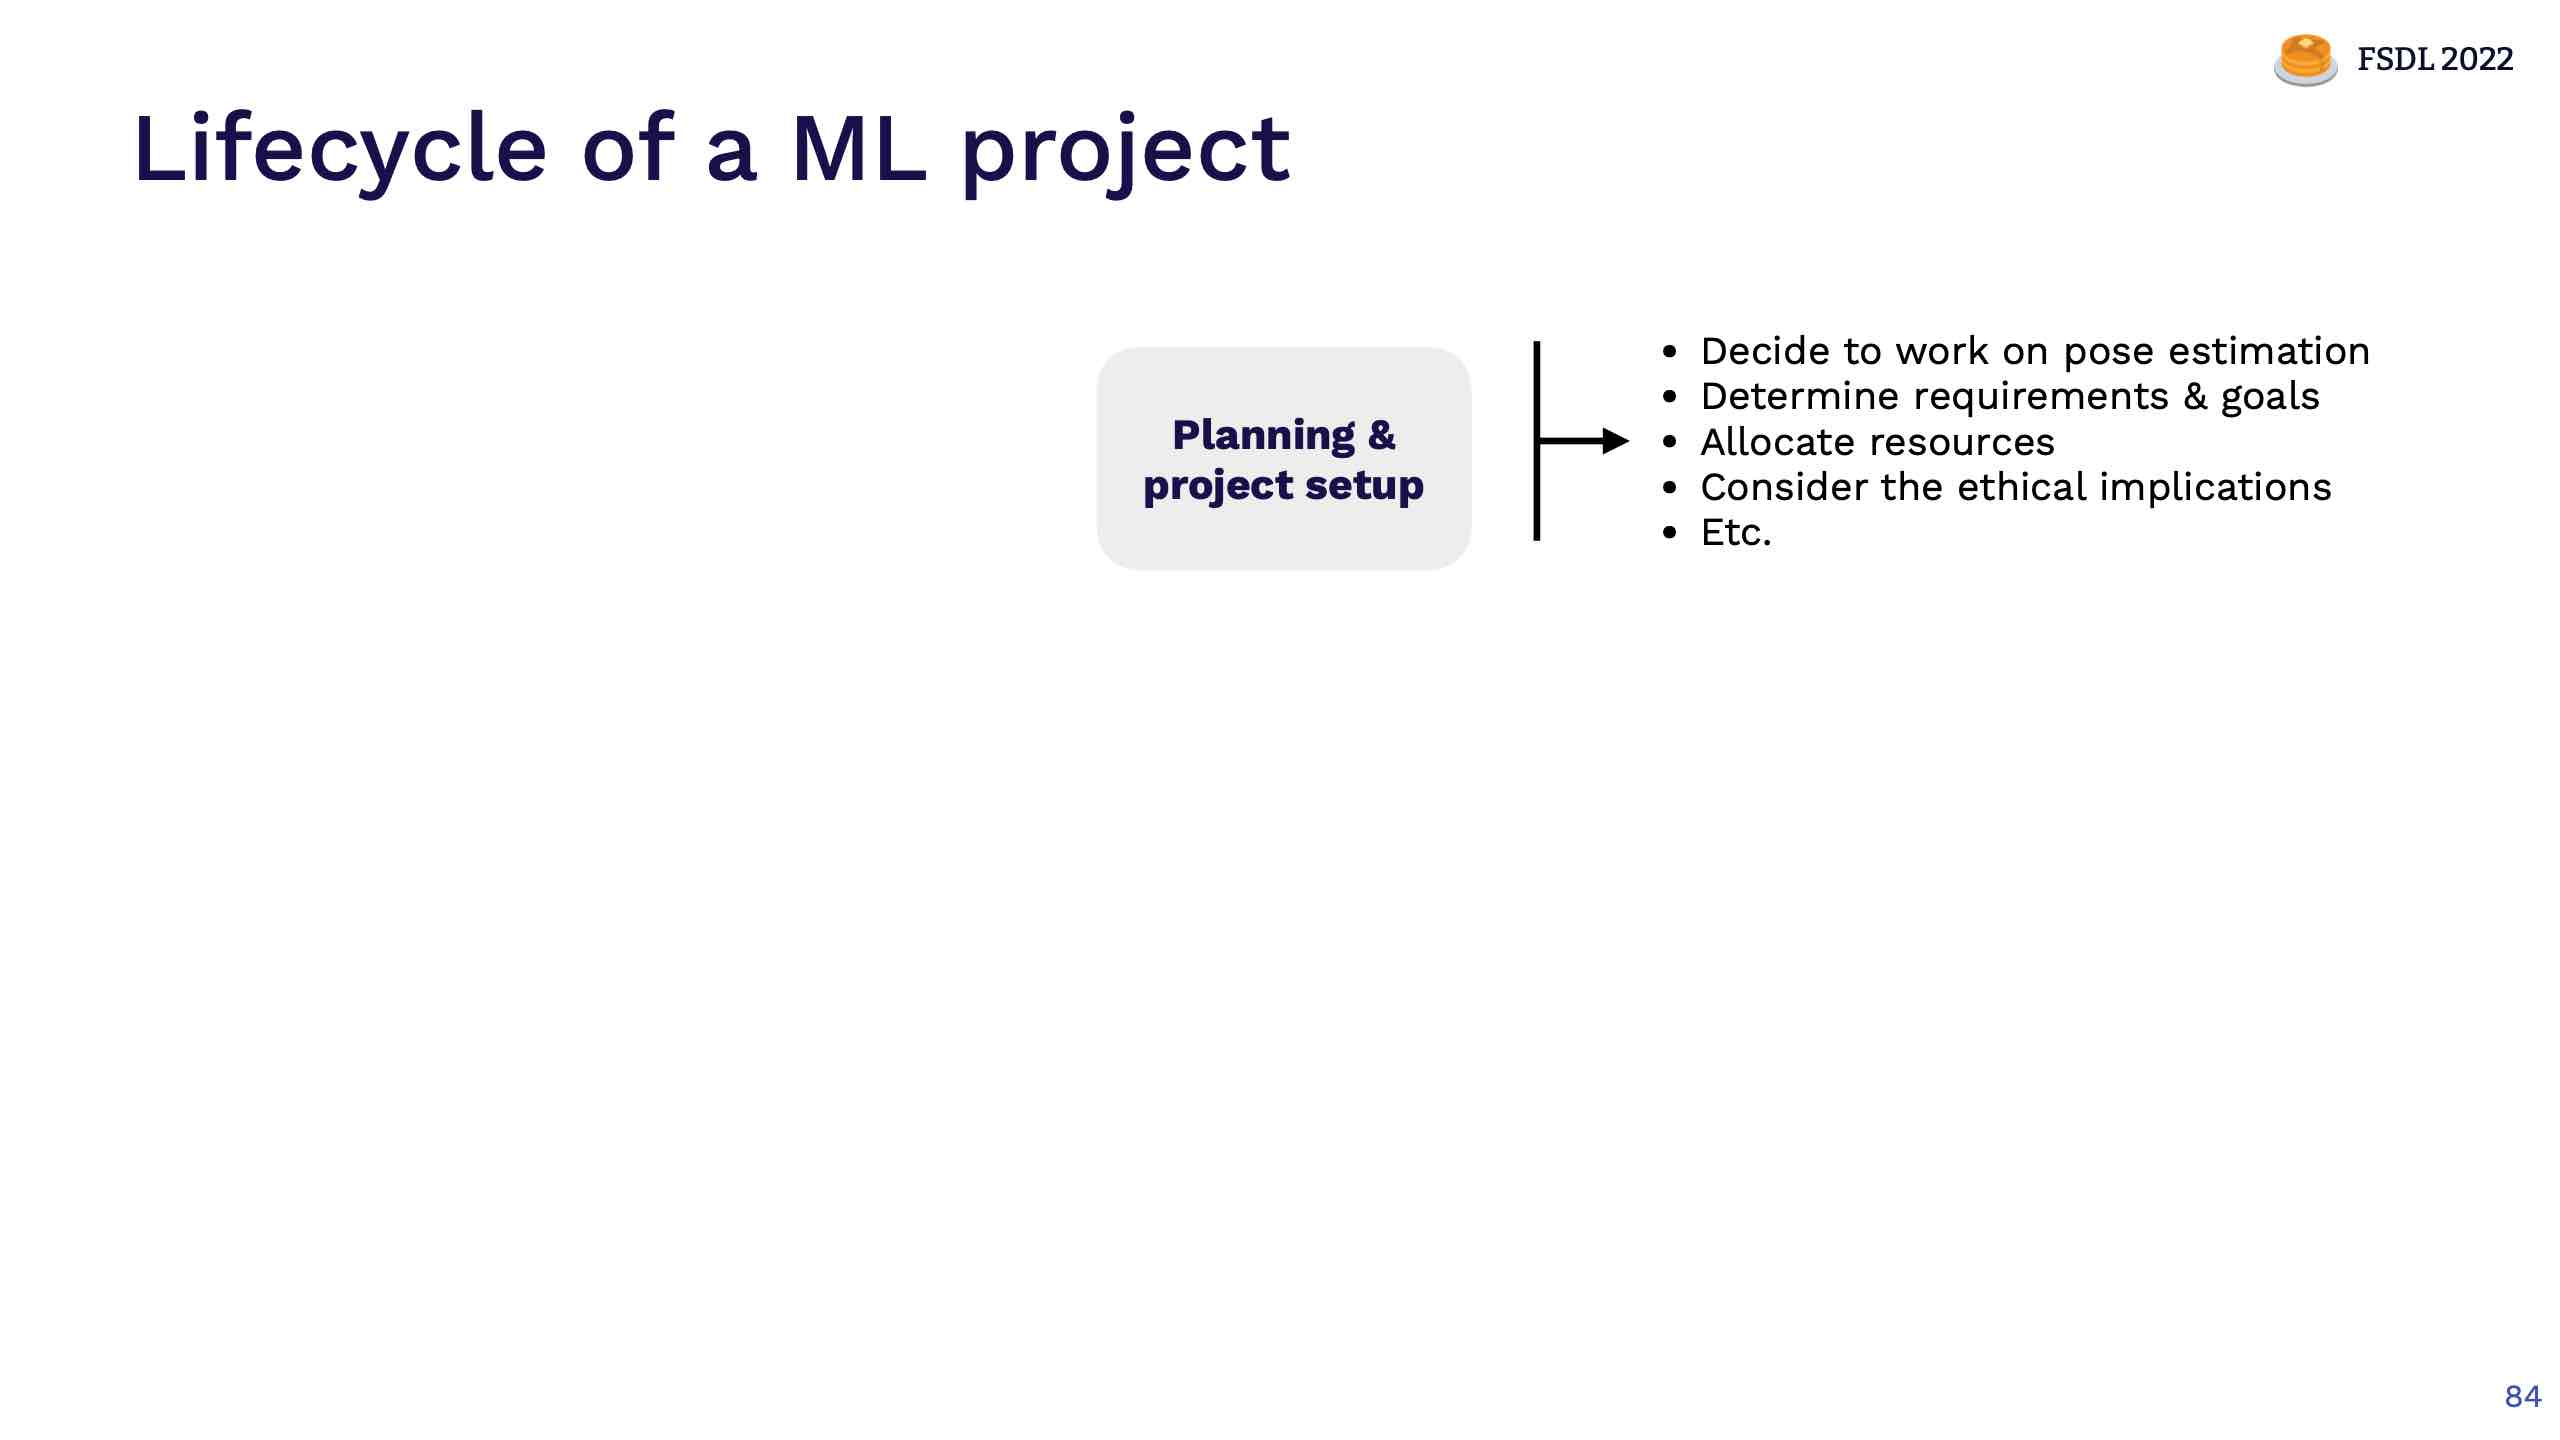 FSDL 2022
Lifecycle of a ML project
Planning &
project setup
• Decide to work on pose estimation
• Determine requirements & goals
• Allocate resources
• Consider the ethical implications
• Etc.
84